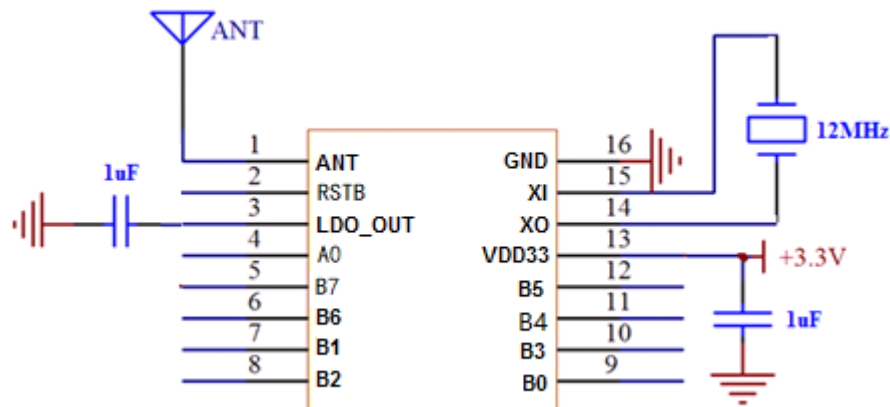 ANT
12MHz
1 ANT GND 16
1uF
2 RSTB XI 15
3 LDO_OUT XO 14
4 A0 VDD33 13 +3.3V
5 B7 B5 12
6 B6 B4 11 1uF
7 B1 B3 10
8 B2 B0 9